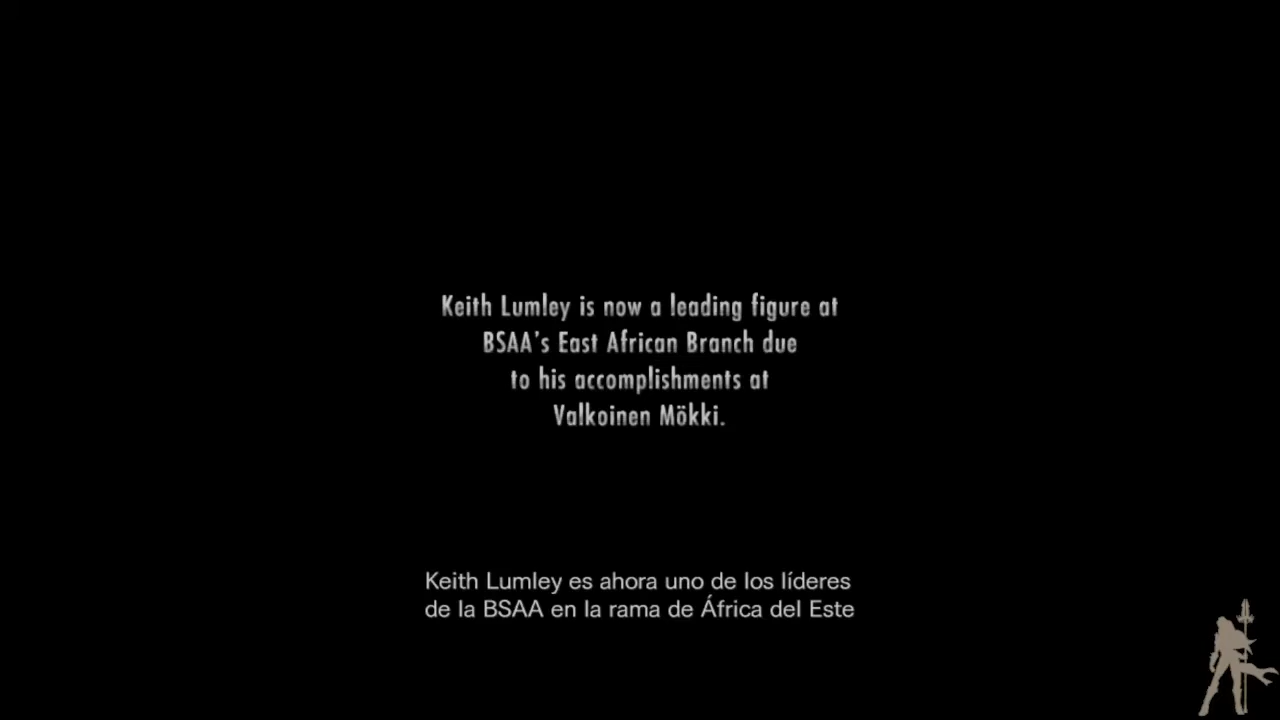 Keith Lumley is now a leading figure at
BSAA's East African Branch due
to his accomplishments at
Valkoinen Mökki.
Keith Lumley es ahora uno de los líderes
de la BSAA en la rama de África del Este